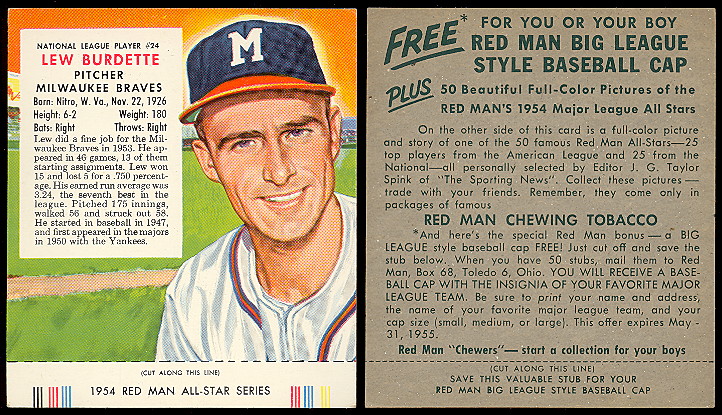 NATIONAL LEAGUE PLAYER #24
LEW BURDETTE
PITCHER
MILWAUKEE BRAVES
Born: Nitro, W. Va., Nov. 22, 1926
Height: 6-2 Weight: 180
Bats: Right Throws: Right
Lew did a fine job for the Mil-
waukee Braves in 1953. He ap-
peared in 46 games, 13 of them
starting assignments. Lew won
15 and lost 5 for a .750 percent-
age. His earned run average was
3.24, the seventh best in the
league. Pitched 175 innings,
walked 56 and struck out 58.
He started in baseball in 1947,
and first appeared in the majors
in 1950 with the Yankees.
M
(CUT ALONG THIS LINE)
1954 RED MAN ALL-STAR SERIES
FREE* FOR YOU OR YOUR BOY
RED MAN BIG LEAGUE
STYLE BASEBALL CAP
PLUS 50 Beautiful Full-Color Pictures of the
RED MAN'S 1954 Major League All Stars
On the other side of this card is a full-color picture
and story of one of the 50 famous Red Man All-Stars—25
top players from the American League and 25 from the
National—all personally selected by Editor J. G. Taylor
Spink of "The Sporting News". Collect these pictures—
trade with your friends. Remember, they come only in
packages of famous
RED MAN CHEWING TOBACCO
*And here's the special Red Man bonus—a BIG
LEAGUE style baseball cap FREE! Just cut off and save the
stub below. When you have 50 stubs, mail them to Red
Man, Box 68, Toledo 6, Ohio. YOU WILL RECEIVE A BASE-
BALL CAP WITH THE INSIGNIA OF YOUR FAVORITE MAJOR
LEAGUE TEAM. Be sure to print your name and address,
the name of your favorite major league team, and your
cap size (small, medium, or large). This offer expires May
31, 1955.
Red Man "Chewers"—start a collection for your boys
(CUT ALONG THIS LINE)
SAVE THIS VALUABLE STUB FOR YOUR
RED MAN BIG LEAGUE STYLE BASEBALL CAP